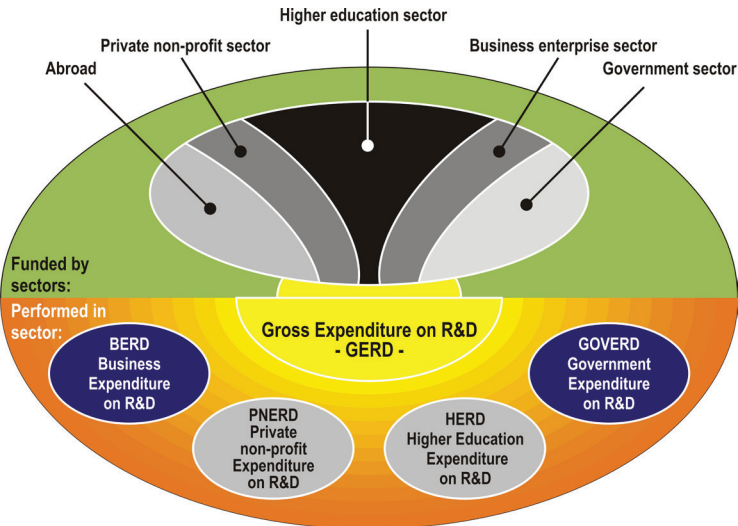 Higher education sector
Private non-profit sector
Business enterprise sector
Abroad
Government sector
Funded by
sectors:
Performed in
sector:
Gross Expenditure on R&D
- GERD -
BERD
Business
Expenditure
on R&D
GOVERD
Government
Expenditure
on R&D
PNERD
Private
non-profit
Expenditure
on R&D
HERD
Higher Education
Expenditure
on R&D